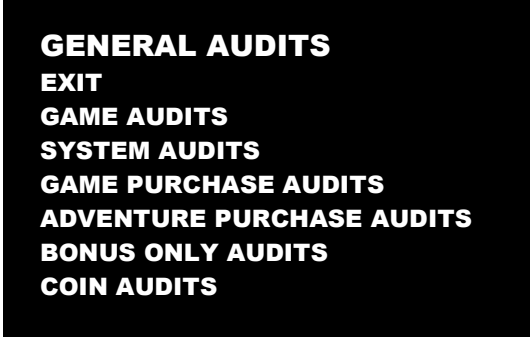 GENERAL AUDITS
EXIT
GAME AUDITS
SYSTEM AUDITS
GAME PURCHASE AUDITS
ADVENTURE PURCHASE AUDITS
BONUS ONLY AUDITS
COIN AUDITS